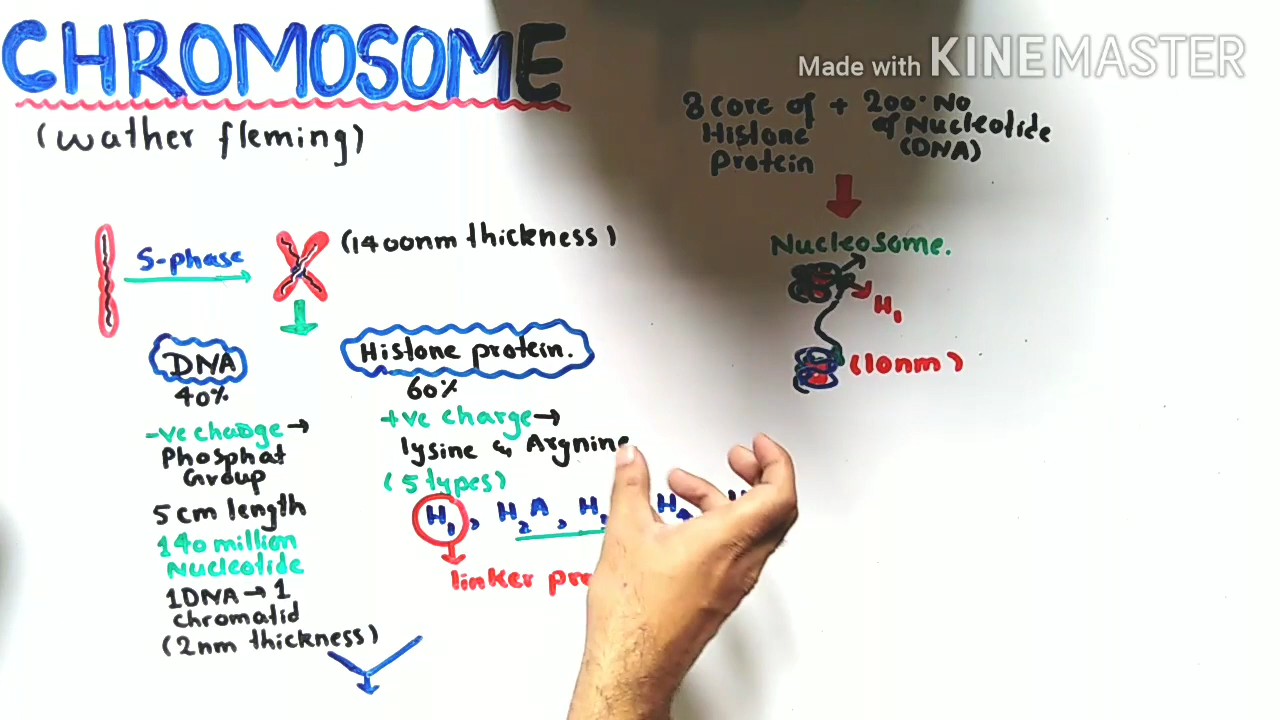 CHROMOSOME
(wather fleming)
Made with KINEMASTER
8 core of + 200 No
Histone of Nucleotide
Protein (DNA)
Nucleosome.
H1
(10nm)
S-phase
(1400nm thickness)
DNA
40%
-ve charge →
Phosphat
Group
5 cm length
140 million
Nucleotide
1DNA → 1
chromatid
(2nm thickness)
Histone protein.
60%
+ve charge →
lysine & Argnine
(5 types)
H1, H2A,
linker